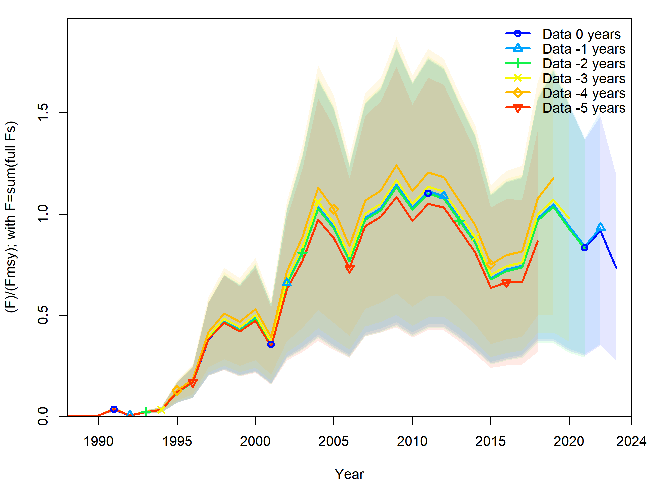 Data 0 years
Data -1 years
Data -2 years
Data -3 years
Data -4 years
Data -5 years
(F)/(Fmsy); with F=sum(full Fs)
1.5
1.0
0.5
0.0
1990 1995 2000 2005 2010 2015 2020 2024
Year